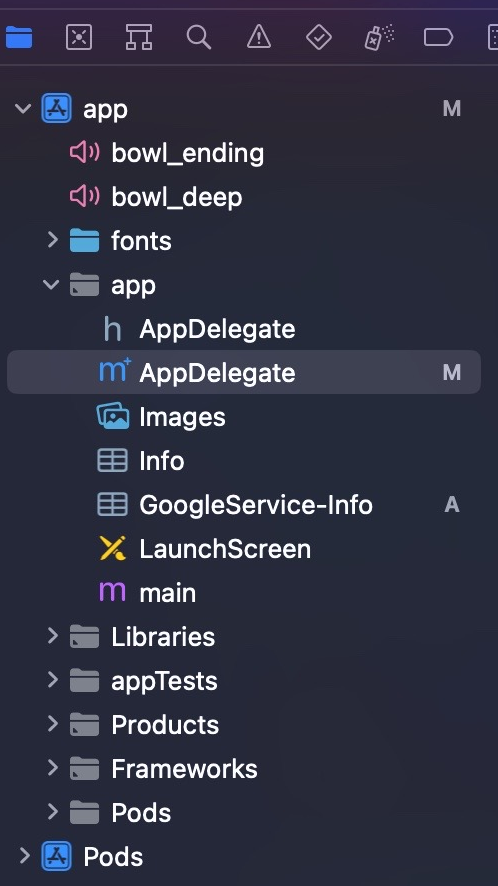 app M
bowl_ending
bowl_deep
fonts
app
h AppDelegate
m+ AppDelegate M
Images
Info
GoogleService-Info A
LaunchScreen
m main
Libraries
appTests
Products
Frameworks
Pods
Pods